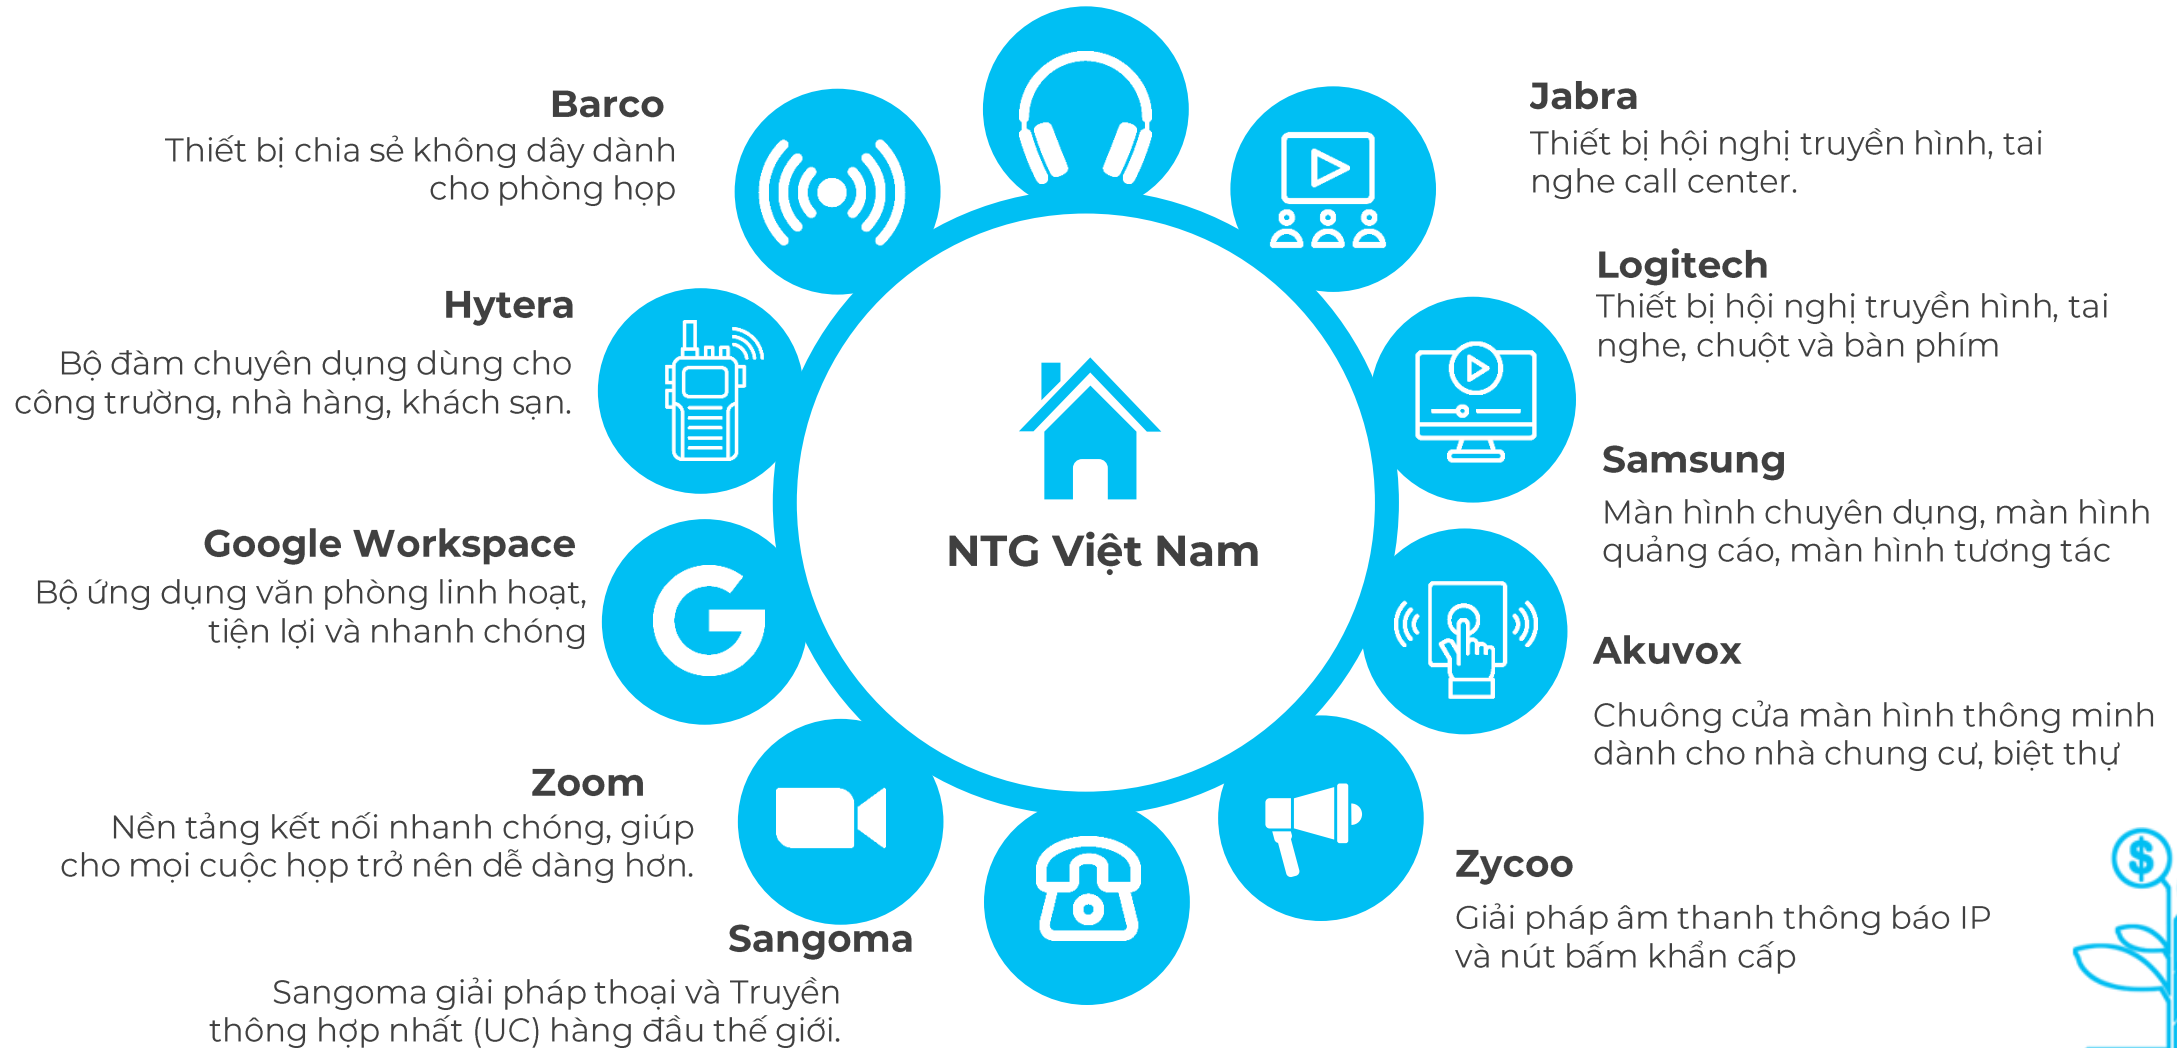 Barco
Thiết bị chia sẻ không dây dành
cho phòng họp
Hytera
Bộ đàm chuyên dụng dùng cho
công trường, nhà hàng, khách sạn.
Google Workspace
Bộ ứng dụng văn phòng linh hoạt,
tiện lợi và nhanh chóng
Zoom
Nền tảng kết nối nhanh chóng, giúp
cho mọi cuộc họp trở nên dễ dàng hơn.
Sangoma
Sangoma giải pháp thoại và Truyền
thông hợp nhất (UC) hàng đầu thế giới.
NTG Việt Nam
Jabra
Thiết bị hội nghị truyền hình, tai
nghe call center.
Logitech
Thiết bị hội nghị truyền hình, tai
nghe, chuột và bàn phím
Samsung
Màn hình chuyên dụng, màn hình
quảng cáo, màn hình tương tác
Akuvox
Chuông cửa màn hình thông minh
dành cho nhà chung cư, biệt thự
Zycoo
Giải pháp âm thanh thông báo IP
và nút bấm khẩn cấp
$